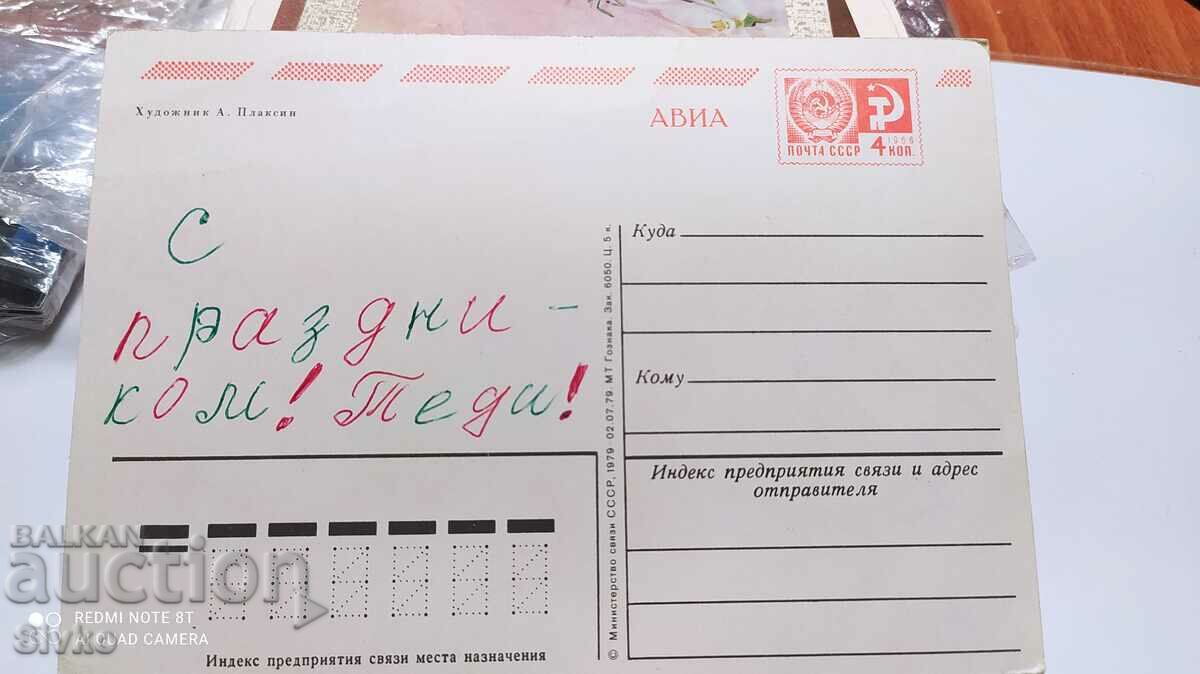 Художник А. Плаксин
АВИА
ПОЧТА СССР
1966
4 КОП.
С
праздни-
ком! Теди!
Куда
Кому
Индекс предприятия связи и адрес
отправителя
© Министерство связи СССР, 1979 - 02.07.79. МТ Гознака. Зак. 6050. Ц. 5 к.
Индекс предприятия связи места назначения
BALKAN
auction
REDMI NOTE 8T
AI QUAD CAMERA
Sivko